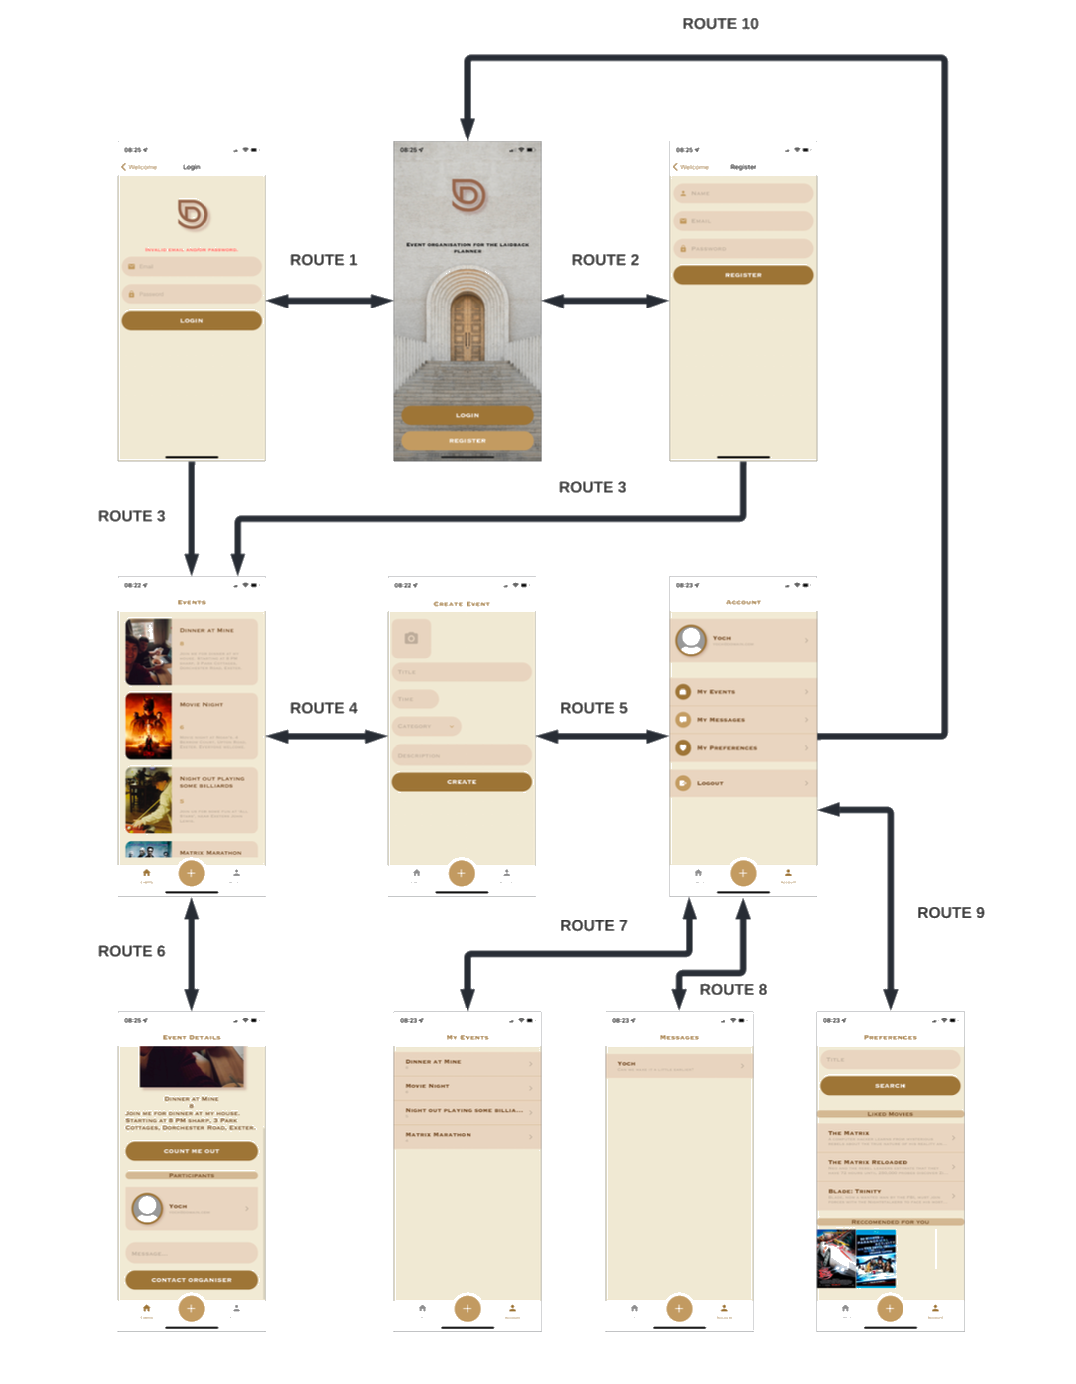 ROUTE 10
08:25
Welcome
Login
INVALID EMAIL AND/OR PASSWORD.
Email
Password
LOGIN
ROUTE 1
08:25
EVENT ORGANISATION FOR THE LAIDBACK
PLANNER
LOGIN
REGISTER
ROUTE 2
08:25
Welcome
Register
NAME
EMAIL
PASSWORD
REGISTER
ROUTE 3
ROUTE 3
08:22
EVENTS
DINNER AT MINE
8
MOVIE NIGHT
8
NIGHT OUT PLAYING
SOME BILLIARDS
8
MATRIX MARATHON
ROUTE 4
08:22
CREATE EVENT
TITLE
TIME
CATEGORY
DESCRIPTION
CREATE
ROUTE 5
08:23
ACCOUNT
YOCH
MY EVENTS
MY MESSAGES
MY PREFERENCES
LOGOUT
ROUTE 6
ROUTE 7
ROUTE 8
ROUTE 9
08:25
EVENT DETAILS
DINNER AT MINE
8
JOIN ME FOR DINNER AT MY HOUSE.
STARTING AT 8 PM SHARP, 3 PARK
COTTAGES, DORCHESTER ROAD, EXETER.
COUNT ME OUT
PARTICIPANTS
YOCH
MESSAGE...
CONTACT ORGANISER
08:23
MY EVENTS
DINNER AT MINE
MOVIE NIGHT
NIGHT OUT PLAYING SOME BILLIA...
MATRIX MARATHON
08:23
MESSAGES
YOCH
08:23
PREFERENCES
TITLE
SEARCH
LIKED MOVIES
THE MATRIX
THE MATRIX RELOADED
BLADE: TRINITY
RECCOMENDED FOR YOU